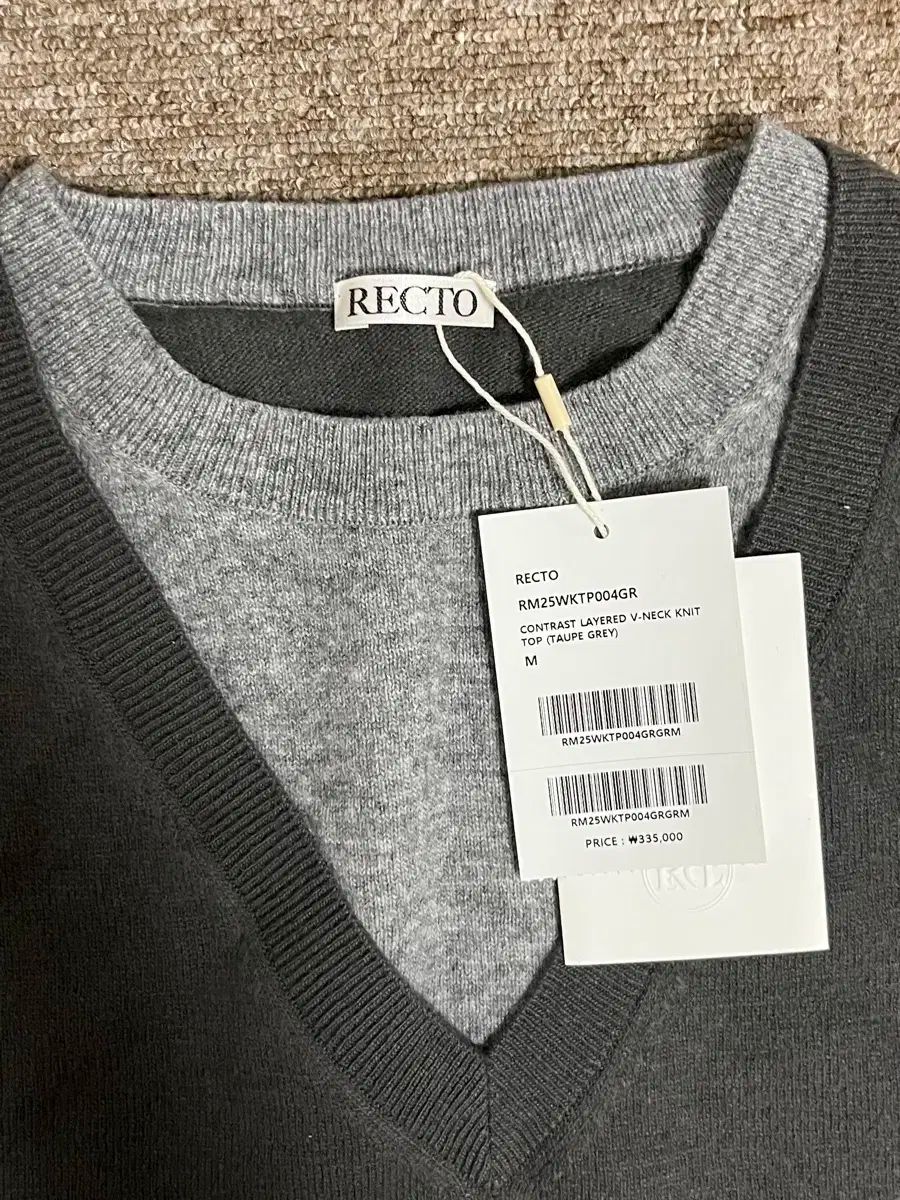 RECTO
RECTO
RM25WKTP004GR
CONTRAST LAYERED V-NECK KNIT
TOP (TAUPE GREY)
M
RM25WKTP004GRGRM
RM25WKTP004GRGRM
PRICE : ₩335,000